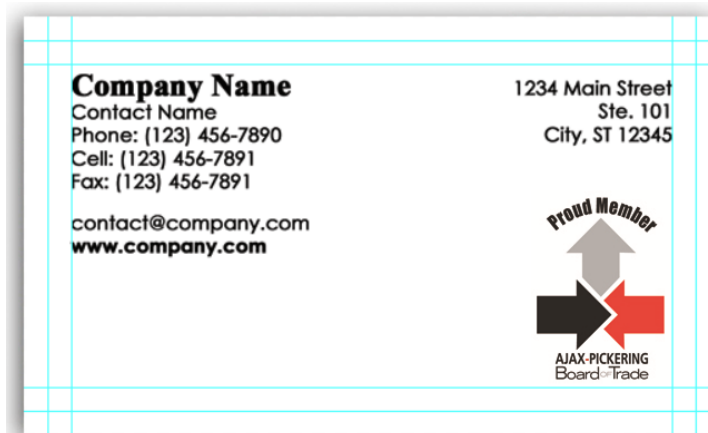 Company Name
Contact Name
Phone: (123) 456-7890
Cell: (123) 456-7891
Fax: (123) 456-7891
contact@company.com
www.company.com
1234 Main Street
Ste. 101
City, ST 12345
Proud Member
AJAX-PICKERING
Board OF Trade